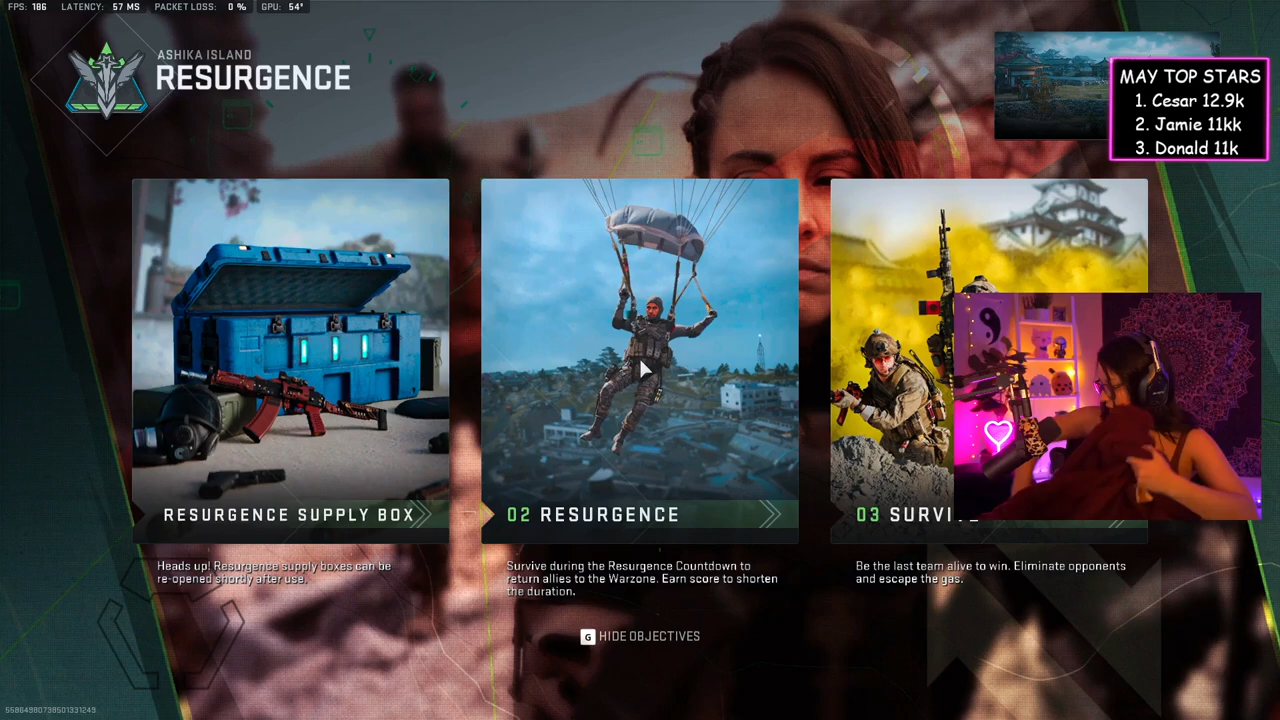 FPS: 186 LATENCY: 57 MS PACKET LOSS: 0 % GPU: 54°
ASHIKA ISLAND
RESURGENCE
MAY TOP STARS
1. Cesar 12.9k
2. Jamie 11kk
3. Donald 11k
RESURGENCE SUPPLY BOX
02 RESURGENCE
03
Heads up! Resurgence supply boxes can be
re-opened shortly after use.
Survive during the Resurgence Countdown to
return allies to the Warzone. Earn score to shorten
the duration.
Be the last team alive to win. Eliminate opponents
and escape the gas.
G HIDE OBJECTIVES